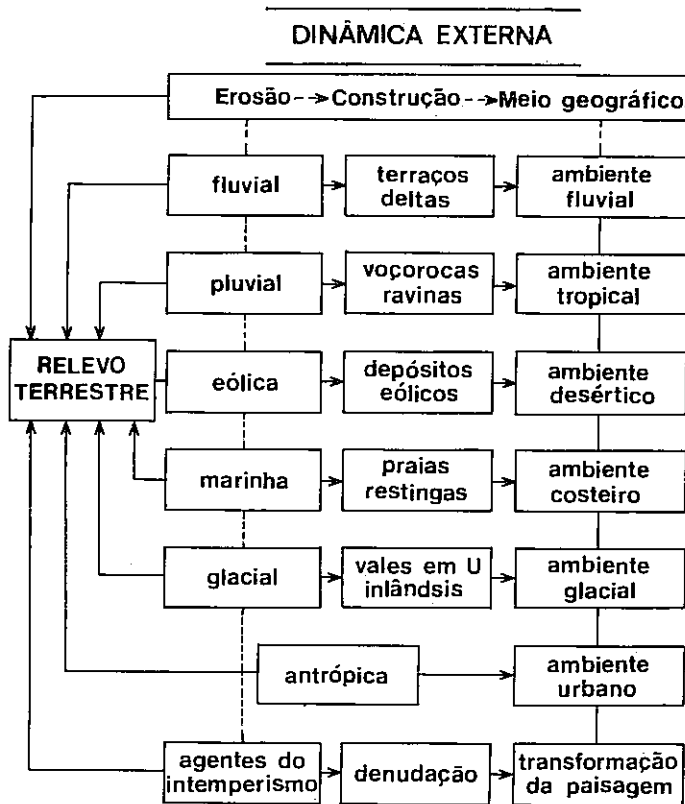 DINÂMICA EXTERNA
Erosão --> Construção --> Meio geográfico
fluvial
terraços
deltas
ambiente
fluvial
pluvial
voçorocas
ravinas
ambiente
tropical
RELEVO
TERRESTRE
eólica
depósitos
eólicos
ambiente
desértico
marinha
praias
restingas
ambiente
costeiro
glacial
vales em U
inlândsis
ambiente
glacial
antrópica
ambiente
urbano
agentes do
intemperismo
denudação
transformação
da paisagem